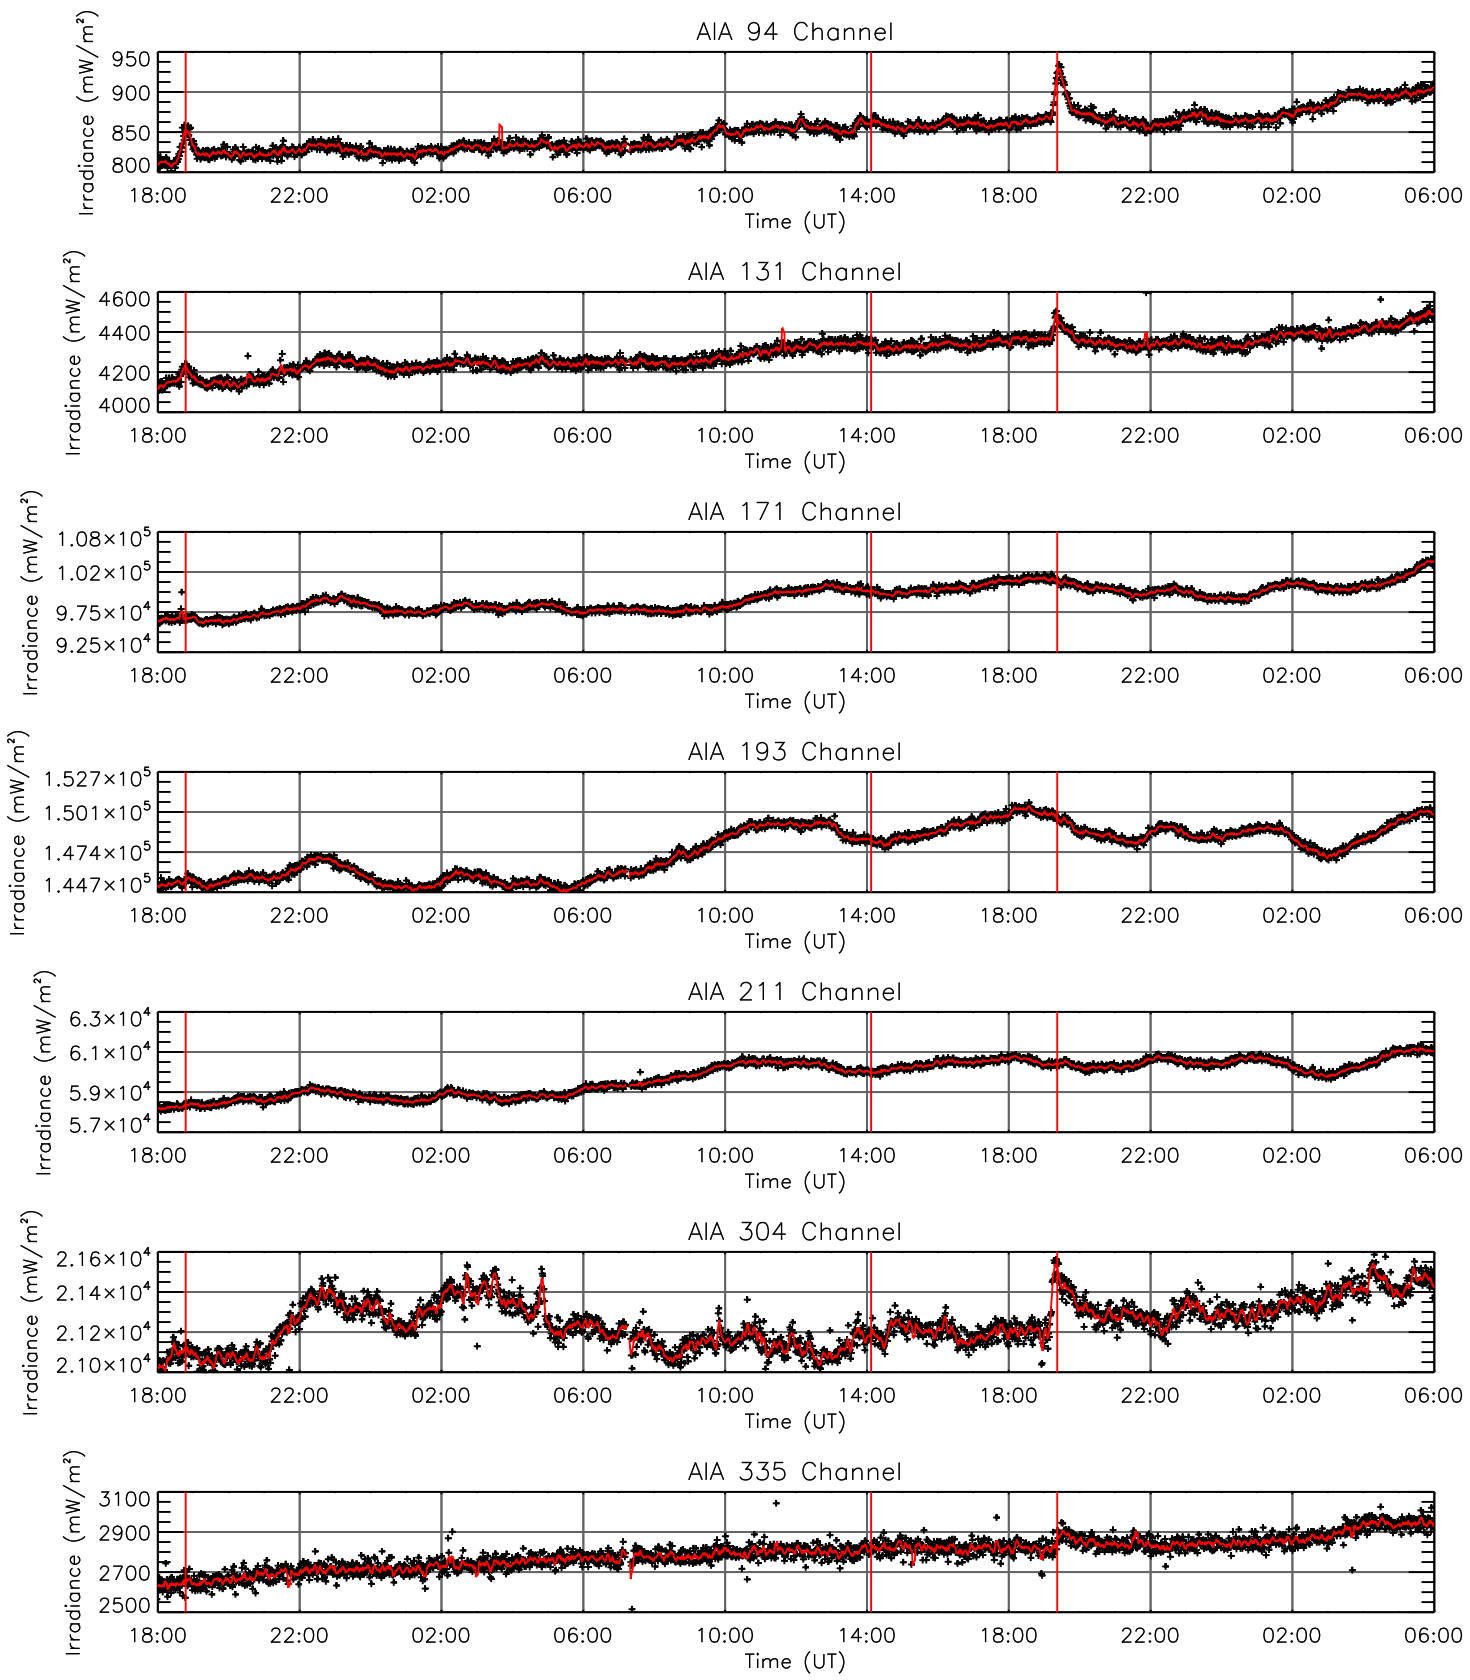 AIA 94 Channel
Irradiance (mW/m²)
950
900
850
800
18:00 22:00 02:00 06:00 10:00 14:00 18:00 22:00 02:00 06:00
Time (UT)
AIA 131 Channel
Irradiance (mW/m²)
4600
4400
4200
4000
18:00 22:00 02:00 06:00 10:00 14:00 18:00 22:00 02:00 06:00
Time (UT)
AIA 171 Channel
Irradiance (mW/m²)
1.08×10⁵
1.02×10⁵
9.75×10⁴
9.25×10⁴
18:00 22:00 02:00 06:00 10:00 14:00 18:00 22:00 02:00 06:00
Time (UT)
AIA 193 Channel
Irradiance (mW/m²)
1.527×10⁵
1.501×10⁵
1.474×10⁵
1.447×10⁵
18:00 22:00 02:00 06:00 10:00 14:00 18:00 22:00 02:00 06:00
Time (UT)
AIA 211 Channel
Irradiance (mW/m²)
6.3×10⁴
6.1×10⁴
5.9×10⁴
5.7×10⁴
18:00 22:00 02:00 06:00 10:00 14:00 18:00 22:00 02:00 06:00
Time (UT)
AIA 304 Channel
Irradiance (mW/m²)
2.16×10⁴
2.14×10⁴
2.12×10⁴
2.10×10⁴
18:00 22:00 02:00 06:00 10:00 14:00 18:00 22:00 02:00 06:00
Time (UT)
AIA 335 Channel
Irradiance (mW/m²)
3100
2900
2700
2500
18:00 22:00 02:00 06:00 10:00 14:00 18:00 22:00 02:00 06:00
Time (UT)